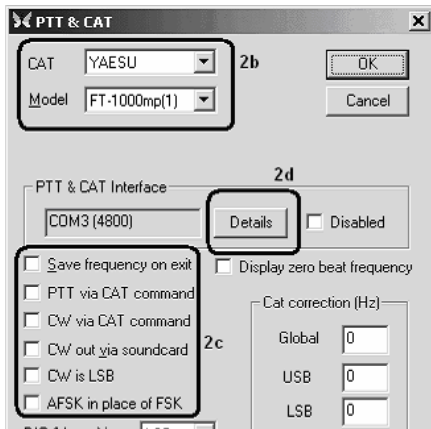 PTT & CAT
CAT YAESU 2b OK
Model FT-1000mp(1) Cancel
2d
PTT & CAT Interface
COM3 (4800) Details Disabled
Save frequency on exit Display zero beat frequency
PTT via CAT command Cat correction (Hz)
CW via CAT command Global 0
CW out via soundcard 2c
CW is LSB USB 0
AFSK in place of FSK LSB 0